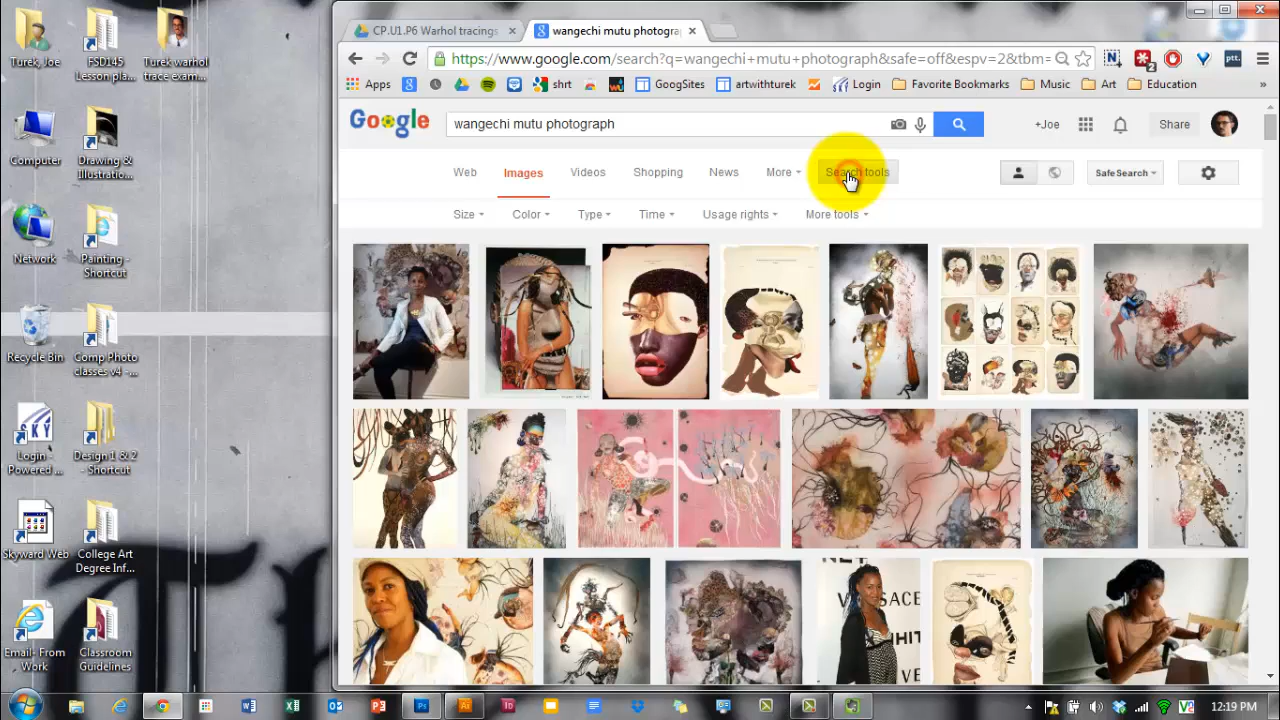 Turek, Joe
FSD145
Lesson pla...
Turek warhol
trace exam...
Computer
Drawing &
Illustratio...
Network
Painting -
Shortcut
Recycle Bin
Comp Photo
classes v4 - ...
Login -
Powered ...
Design 1 & 2
- Shortcut
Skyward Web
College Art
Degree Inf...
Email- From
Work
Classroom
Guidelines
CP.U1.P6 Warhol tracings
wangechi mutu photogra
https://www.google.com/search?q=wangechi+mutu+photograph&safe=off&espv=2&tbm=
Apps
shrt
GoogSites
artwithturek
Login
Favorite Bookmarks
Music
Art
Education
»
Google
wangechi mutu photograph
+Joe
Share
Web
Images
Videos
Shopping
News
More
Search tools
SafeSearch
Size
Color
Type
Time
Usage rights
More tools
VERSACE
WHIT
VE
12:19 PM